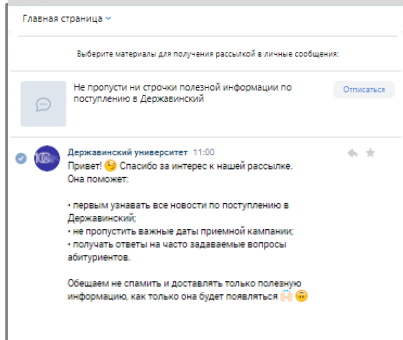 Главная страница
Выберите материалы для получения рассылкой в личные сообщения:
Не пропусти ни строчки полезной информации по
поступлению в Державинский
Отписаться
Державинский университет 11:00
Привет! 😉 Спасибо за интерес к нашей рассылке.
Она поможет:
• первым узнавать все новости по поступлению в
Державинский;
• не пропустить важные даты приемной кампании;
• получать ответы на часто задаваемые вопросы
абитуриентов.
Обещаем не спамить и доставлять только полезную
информацию, как только она будет появляться 🙌🏻 🙃